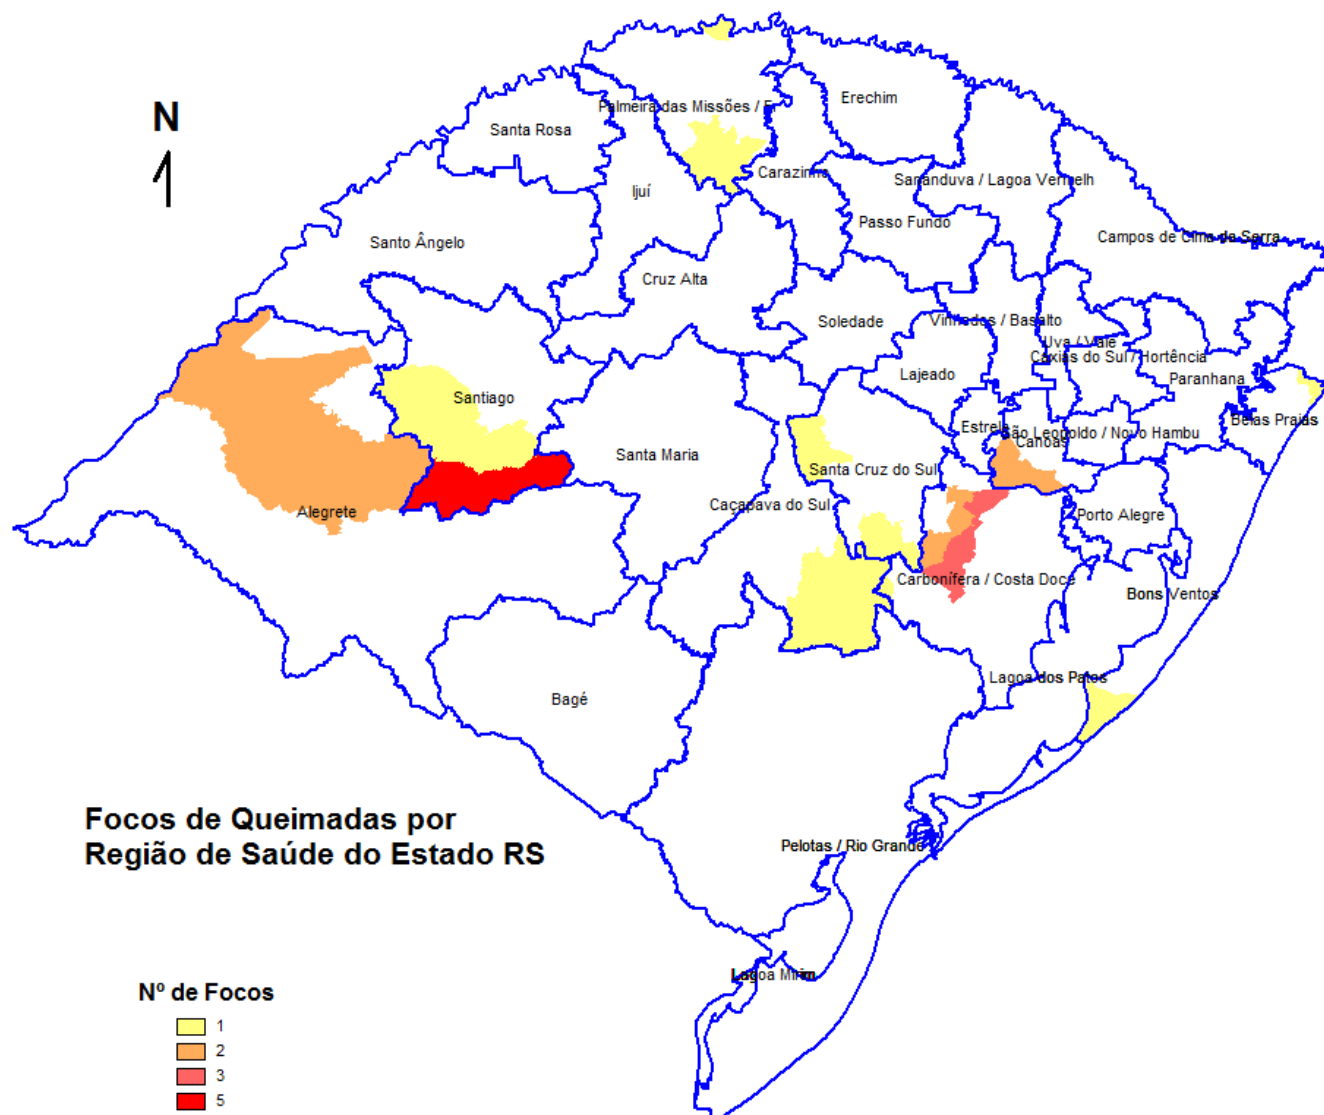 N
Palmeira das Missões / F
Erechim
Santa Rosa
Carazinho
Sananduva / Lagoa Vermelh
Ijuí
Passo Fundo
Santo Ângelo
Campos de Cima da Serra
Cruz Alta
Soledade
Vinhedos / Basalto
Uva / Vale
Caxias do Sul / Hortência
Lajeado
Paranhana
Santiago
Belas Praias
Estrela
São Leopoldo / Novo Hambu
Canoas
Santa Maria
Santa Cruz do Sul
Caçapava do Sul
Alegrete
Porto Alegre
Carbonífera / Costa Doce
Bons Ventos
Lagoa dos Patos
Bagé
Focos de Queimadas por
Região de Saúde do Estado RS
Pelotas / Rio Grande
Lagoa Mirim
Nº de Focos
1
2
3
5